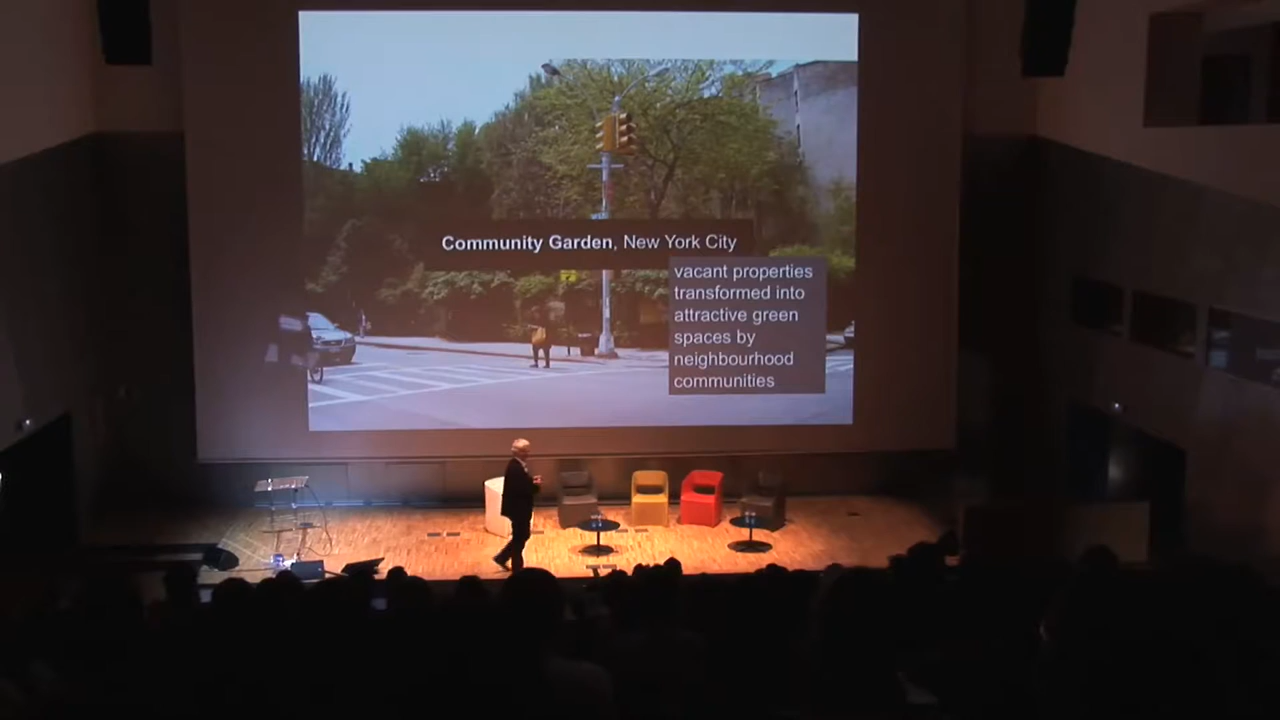 Community Garden, New York City
vacant properties
transformed into
attractive green
spaces by
neighbourhood
communities